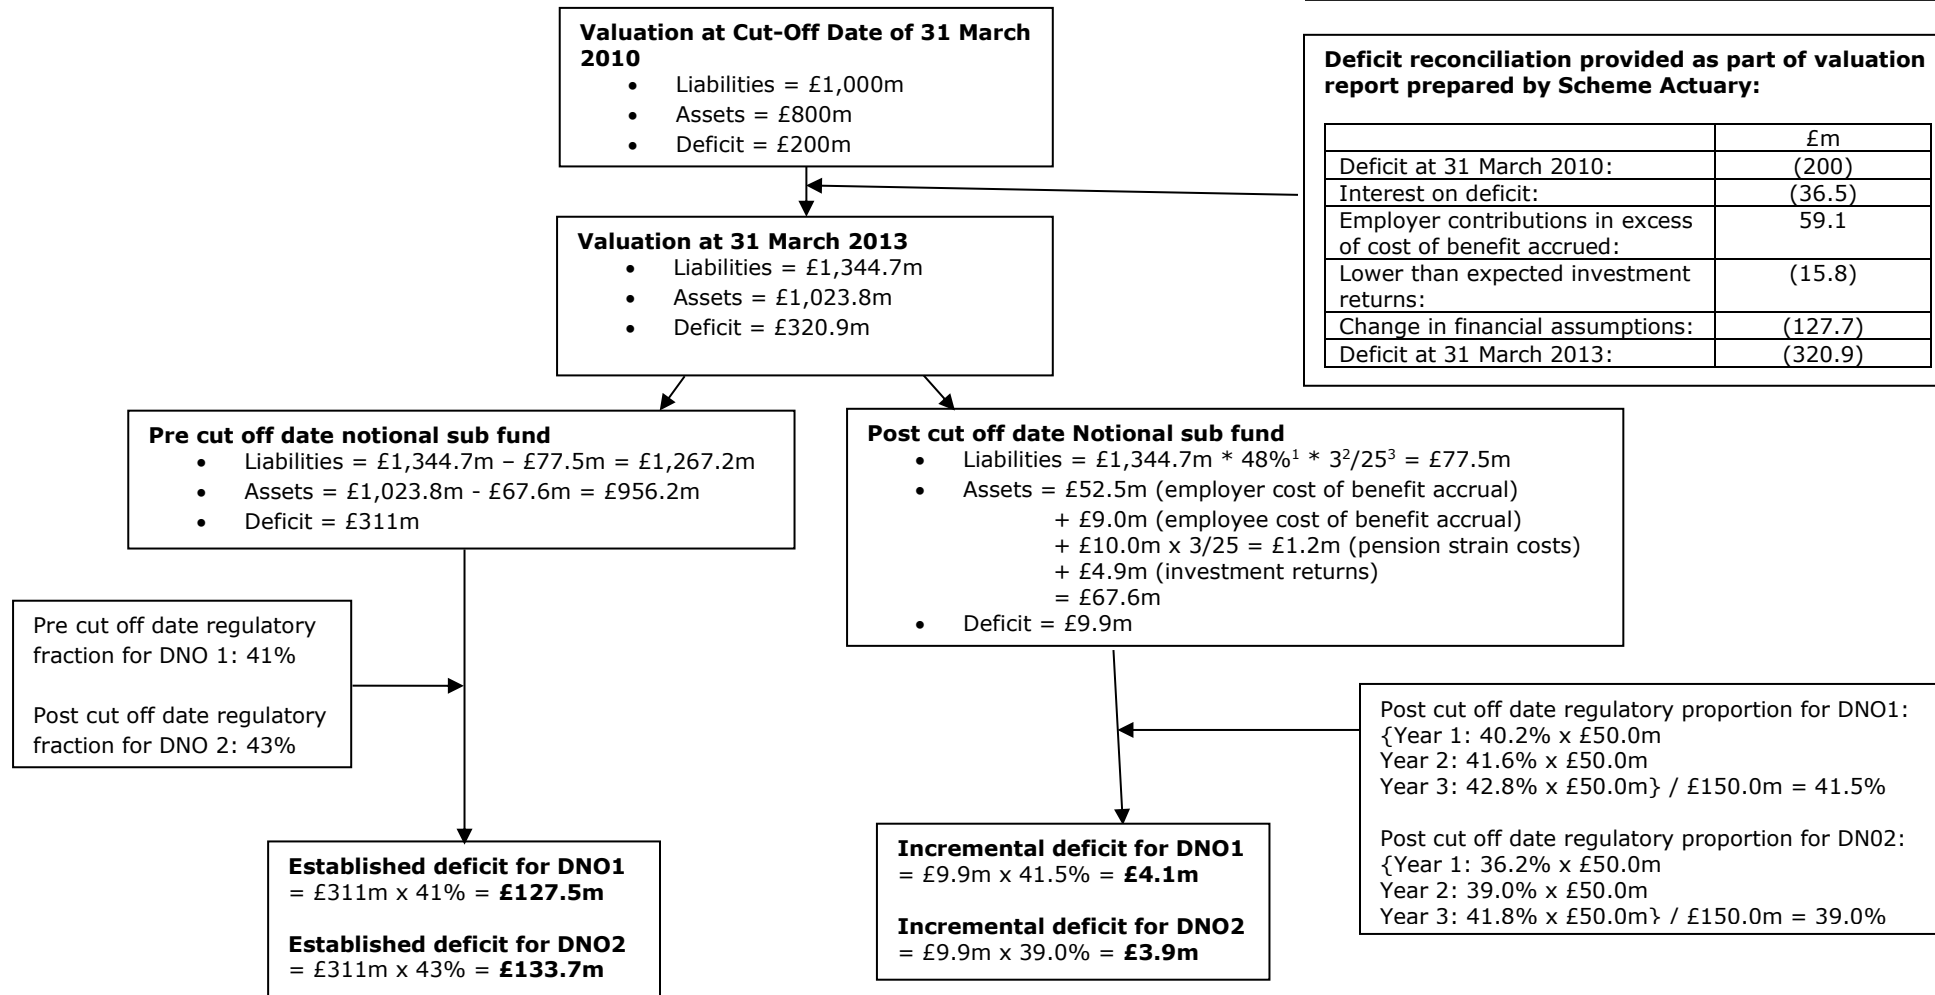 Valuation at Cut-Off Date of 31 March
2010
• Liabilities = £1,000m
• Assets = £800m
• Deficit = £200m
Deficit reconciliation provided as part of valuation
report prepared by Scheme Actuary:
£m
Deficit at 31 March 2010: (200)
Interest on deficit: (36.5)
Employer contributions in excess 59.1
of cost of benefit accrued:
Lower than expected investment (15.8)
returns:
Change in financial assumptions: (127.7)
Deficit at 31 March 2013: (320.9)
Valuation at 31 March 2013
• Liabilities = £1,344.7m
• Assets = £1,023.8m
• Deficit = £320.9m
Pre cut off date notional sub fund
• Liabilities = £1,344.7m – £77.5m = £1,267.2m
• Assets = £1,023.8m - £67.6m = £956.2m
• Deficit = £311m
Post cut off date Notional sub fund
• Liabilities = £1,344.7m * 48%¹ * 3²/25³ = £77.5m
• Assets = £52.5m (employer cost of benefit accrual)
+ £9.0m (employee cost of benefit accrual)
+ £10.0m x 3/25 = £1.2m (pension strain costs)
+ £4.9m (investment returns)
= £67.6m
• Deficit = £9.9m
Pre cut off date regulatory
fraction for DNO 1: 41%
Post cut off date regulatory
fraction for DNO 2: 43%
Post cut off date regulatory proportion for DNO1:
{Year 1: 40.2% x £50.0m
Year 2: 41.6% x £50.0m
Year 3: 42.8% x £50.0m} / £150.0m = 41.5%
Post cut off date regulatory proportion for DN02:
{Year 1: 36.2% x £50.0m
Year 2: 39.0% x £50.0m
Year 3: 41.8% x £50.0m} / £150.0m = 39.0%
Established deficit for DNO1
= £311m x 41% = £127.5m
Established deficit for DNO2
= £311m x 43% = £133.7m
Incremental deficit for DNO1
= £9.9m x 41.5% = £4.1m
Incremental deficit for DNO2
= £9.9m x 39.0% = £3.9m